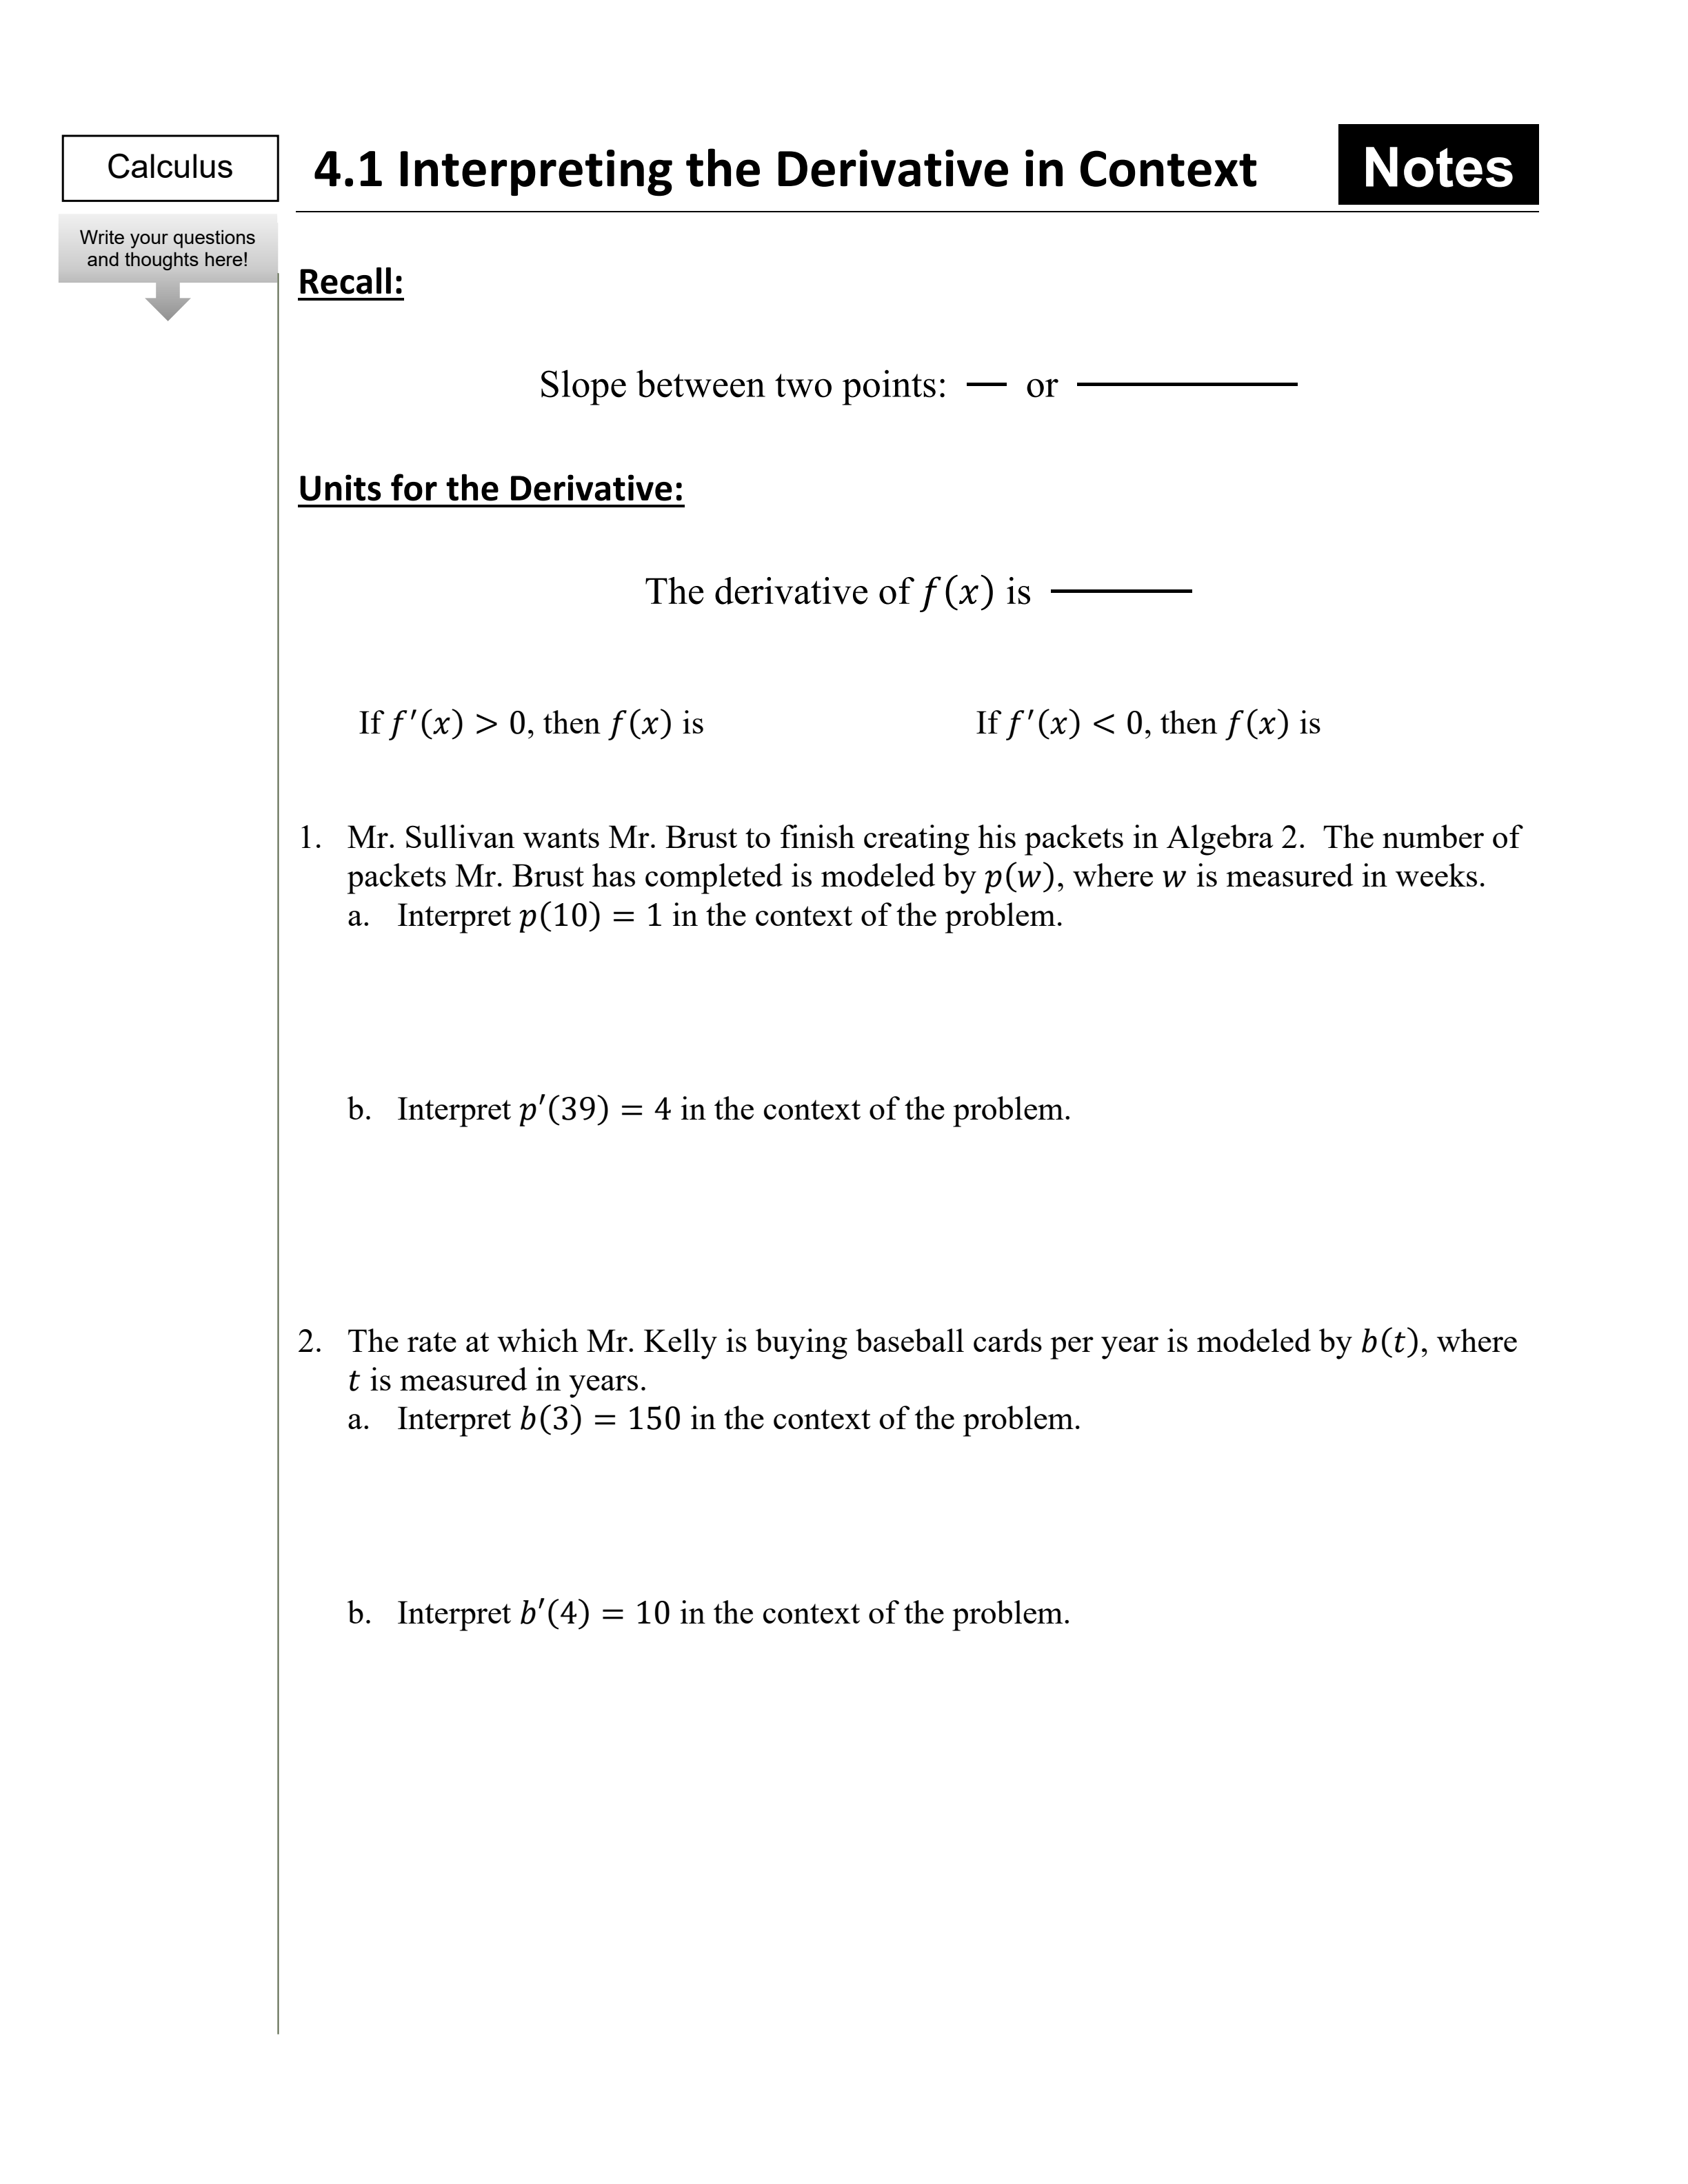 Calculus
4.1 Interpreting the Derivative in Context
Notes
Write your questions
and thoughts here!
Recall:
Slope between two points: — or ————
Units for the Derivative:
The derivative of f(x) is ———
If f′(x) > 0, then f(x) is
If f′(x) < 0, then f(x) is
1. Mr. Sullivan wants Mr. Brust to finish creating his packets in Algebra 2. The number of
packets Mr. Brust has completed is modeled by p(w), where w is measured in weeks.
a. Interpret p(10) = 1 in the context of the problem.
b. Interpret p′(39) = 4 in the context of the problem.
2. The rate at which Mr. Kelly is buying baseball cards per year is modeled by b(t), where
t is measured in years.
a. Interpret b(3) = 150 in the context of the problem.
b. Interpret b′(4) = 10 in the context of the problem.